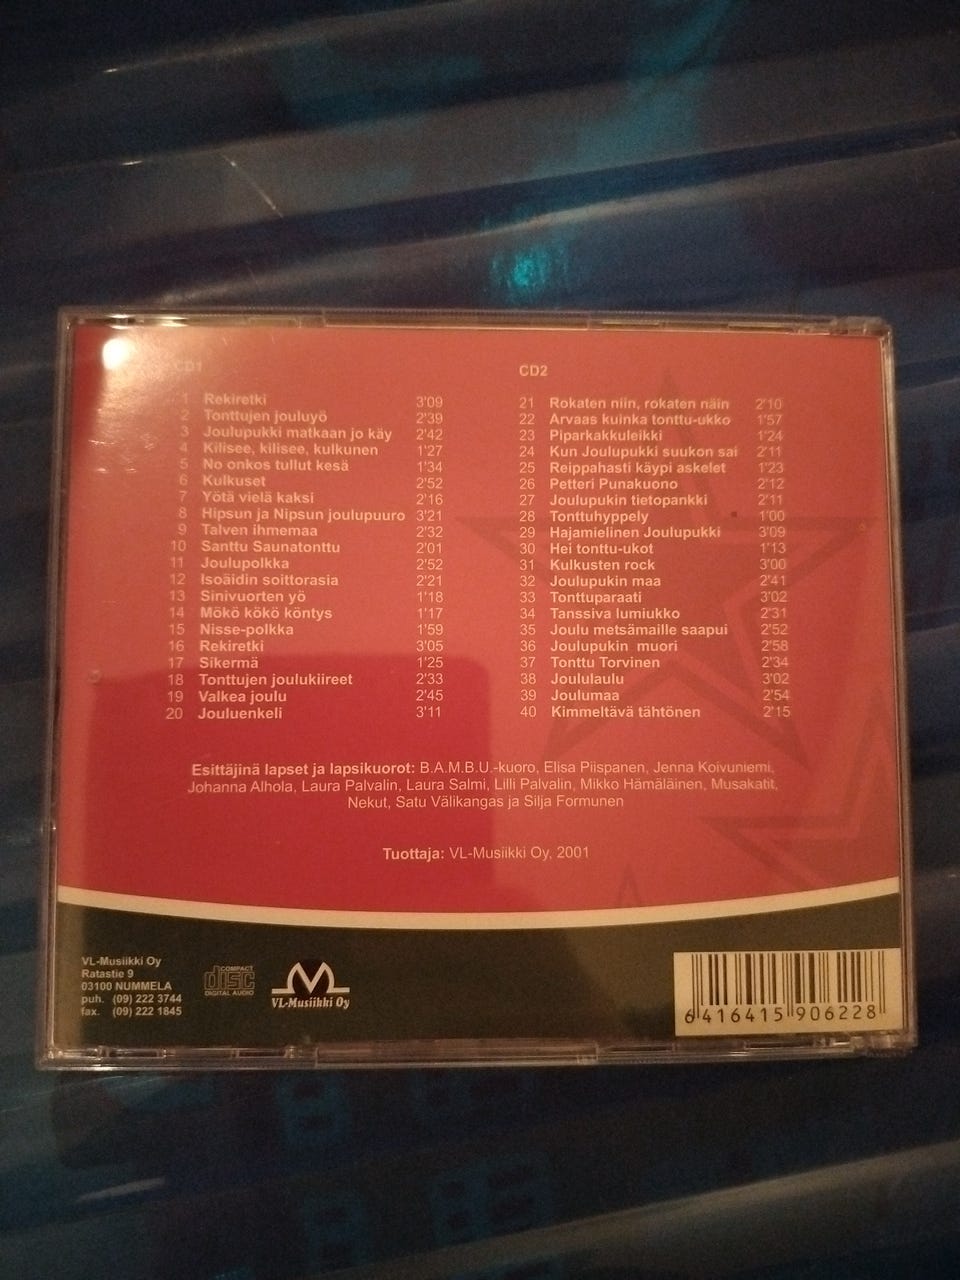 CD1
1 Rekiretki 3'09
2 Tonttujen jouluyö 2'39
3 Joulupukki matkaan jo käy 2'42
4 Kilisee, kilisee, kulkunen 1'27
5 No onkos tullut kesä 1'34
6 Kulkuset 2'52
7 Yötä vielä kaksi 2'16
8 Hipsun ja Nipsun joulupuuro 3'21
9 Talven ihmemaa 2'32
10 Santtu Saunatonttu 2'01
11 Joulupolkka 2'52
12 Isoäidin soittorasia 2'21
13 Sinivuorten yö 1'18
14 Mökö kökö köntys 1'17
15 Nisse-polkka 1'59
16 Rekiretki 3'05
17 Sikermä 1'25
18 Tonttujen joulukiireet 2'33
19 Valkea joulu 2'45
20 Jouluenkeli 3'11
CD2
21 Rokaten niin, rokaten näin 2'10
22 Arvaas kuinka tonttu-ukko 1'57
23 Piparkakkuleikki 1'24
24 Kun Joulupukki suukon sai 2'11
25 Reippahasti käypi askelet 1'23
26 Petteri Punakuono 2'12
27 Joulupukin tietopankki 2'11
28 Tonttuhyppely 1'00
29 Hajamielinen Joulupukki 3'09
30 Hei tonttu-ukot 1'13
31 Kulkusten rock 3'00
32 Joulupukin maa 2'41
33 Tonttuparaati 3'02
34 Tanssiva lumiukko 2'31
35 Joulu metsämaille saapui 2'52
36 Joulupukin muori 2'58
37 Tonttu Torvinen 2'34
38 Joululaulu 3'02
39 Joulumaa 2'54
40 Kimmeltävä tähtönen 2'15
Esittäjinä lapset ja lapsikuorot: B.A.M.B.U.-kuoro, Elisa Piispanen, Jenna Koivuniemi,
Johanna Alhola, Laura Palvalin, Laura Salmi, Lilli Palvalin, Mikko Hämäläinen, Musakatit,
Nekut, Satu Välikangas ja Silja Formunen
Tuottaja: VL-Musiikki Oy, 2001
VL-Musiikki Oy
Ratastie 9
03100 NUMMELA
puh. (09) 222 3744
fax. (09) 222 1845
COMPACT
disc
DIGITAL AUDIO
VL-Musiikki Oy
6 416415 906228